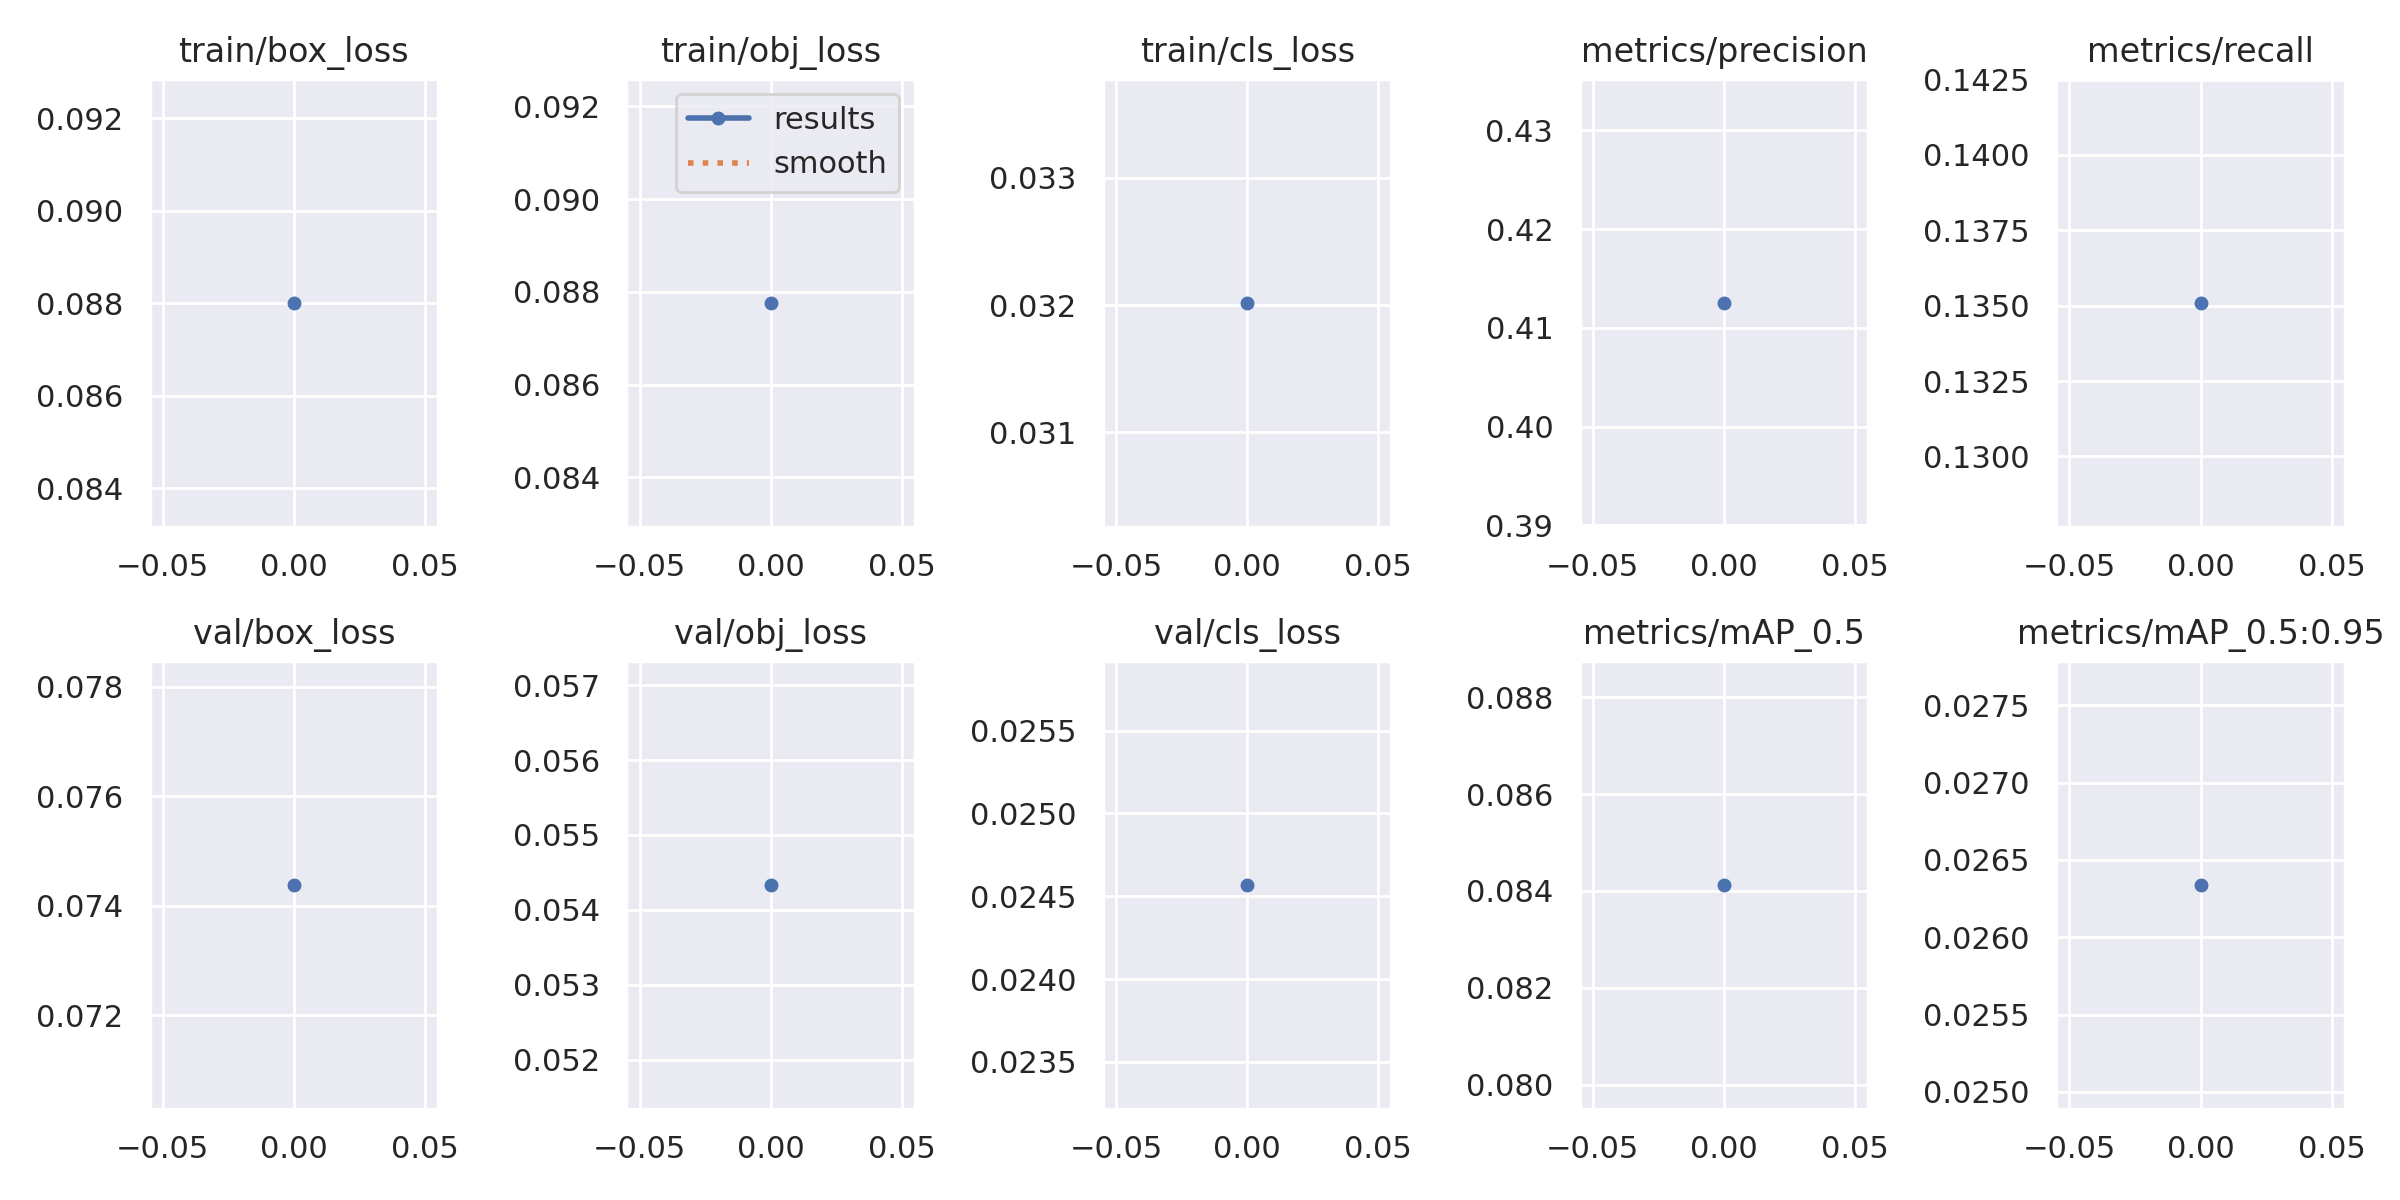 train/box_loss
0.092
0.090
0.088
0.086
0.084
−0.05 0.00 0.05
train/obj_loss
results
smooth
0.092
0.090
0.088
0.086
0.084
−0.05 0.00 0.05
train/cls_loss
0.033
0.032
0.031
−0.05 0.00 0.05
metrics/precision
0.43
0.42
0.41
0.40
0.39
−0.05 0.00 0.05
metrics/recall
0.1425
0.1400
0.1375
0.1350
0.1325
0.1300
−0.05 0.00 0.05
val/box_loss
0.078
0.076
0.074
0.072
−0.05 0.00 0.05
val/obj_loss
0.057
0.056
0.055
0.054
0.053
0.052
−0.05 0.00 0.05
val/cls_loss
0.0255
0.0250
0.0245
0.0240
0.0235
−0.05 0.00 0.05
metrics/mAP_0.5
0.088
0.086
0.084
0.082
0.080
−0.05 0.00 0.05
metrics/mAP_0.5:0.95
0.0275
0.0270
0.0265
0.0260
0.0255
0.0250
−0.05 0.00 0.05